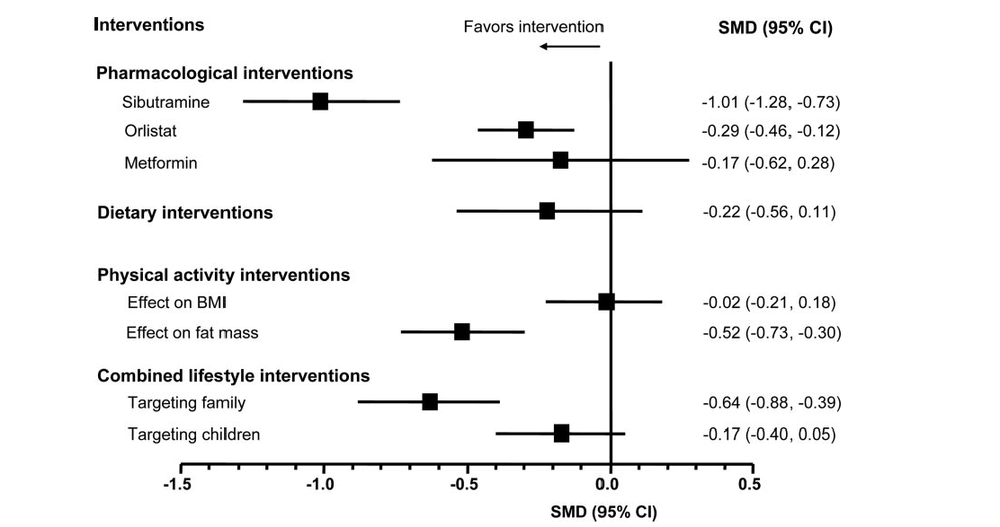 Interventions Favors intervention SMD (95% CI)
Pharmacological interventions
Sibutramine -1.01 (-1.28, -0.73)
Orlistat -0.29 (-0.46, -0.12)
Metformin -0.17 (-0.62, 0.28)
Dietary interventions -0.22 (-0.56, 0.11)
Physical activity interventions
Effect on BMI -0.02 (-0.21, 0.18)
Effect on fat mass -0.52 (-0.73, -0.30)
Combined lifestyle interventions
Targeting family -0.64 (-0.88, -0.39)
Targeting children -0.17 (-0.40, 0.05)
-1.5 -1.0 -0.5 0.0 0.5
SMD (95% CI)